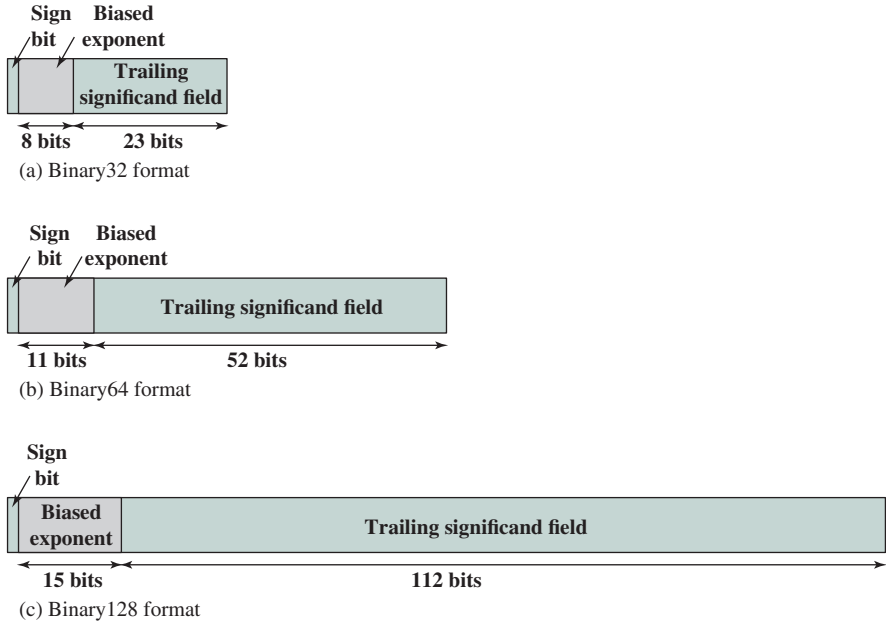 Sign
bit
Biased
exponent
Trailing
significand field
8 bits
23 bits
(a) Binary32 format
Sign
bit
Biased
exponent
Trailing significand field
11 bits
52 bits
(b) Binary64 format
Sign
bit
Biased
exponent
Trailing significand field
15 bits
112 bits
(c) Binary128 format